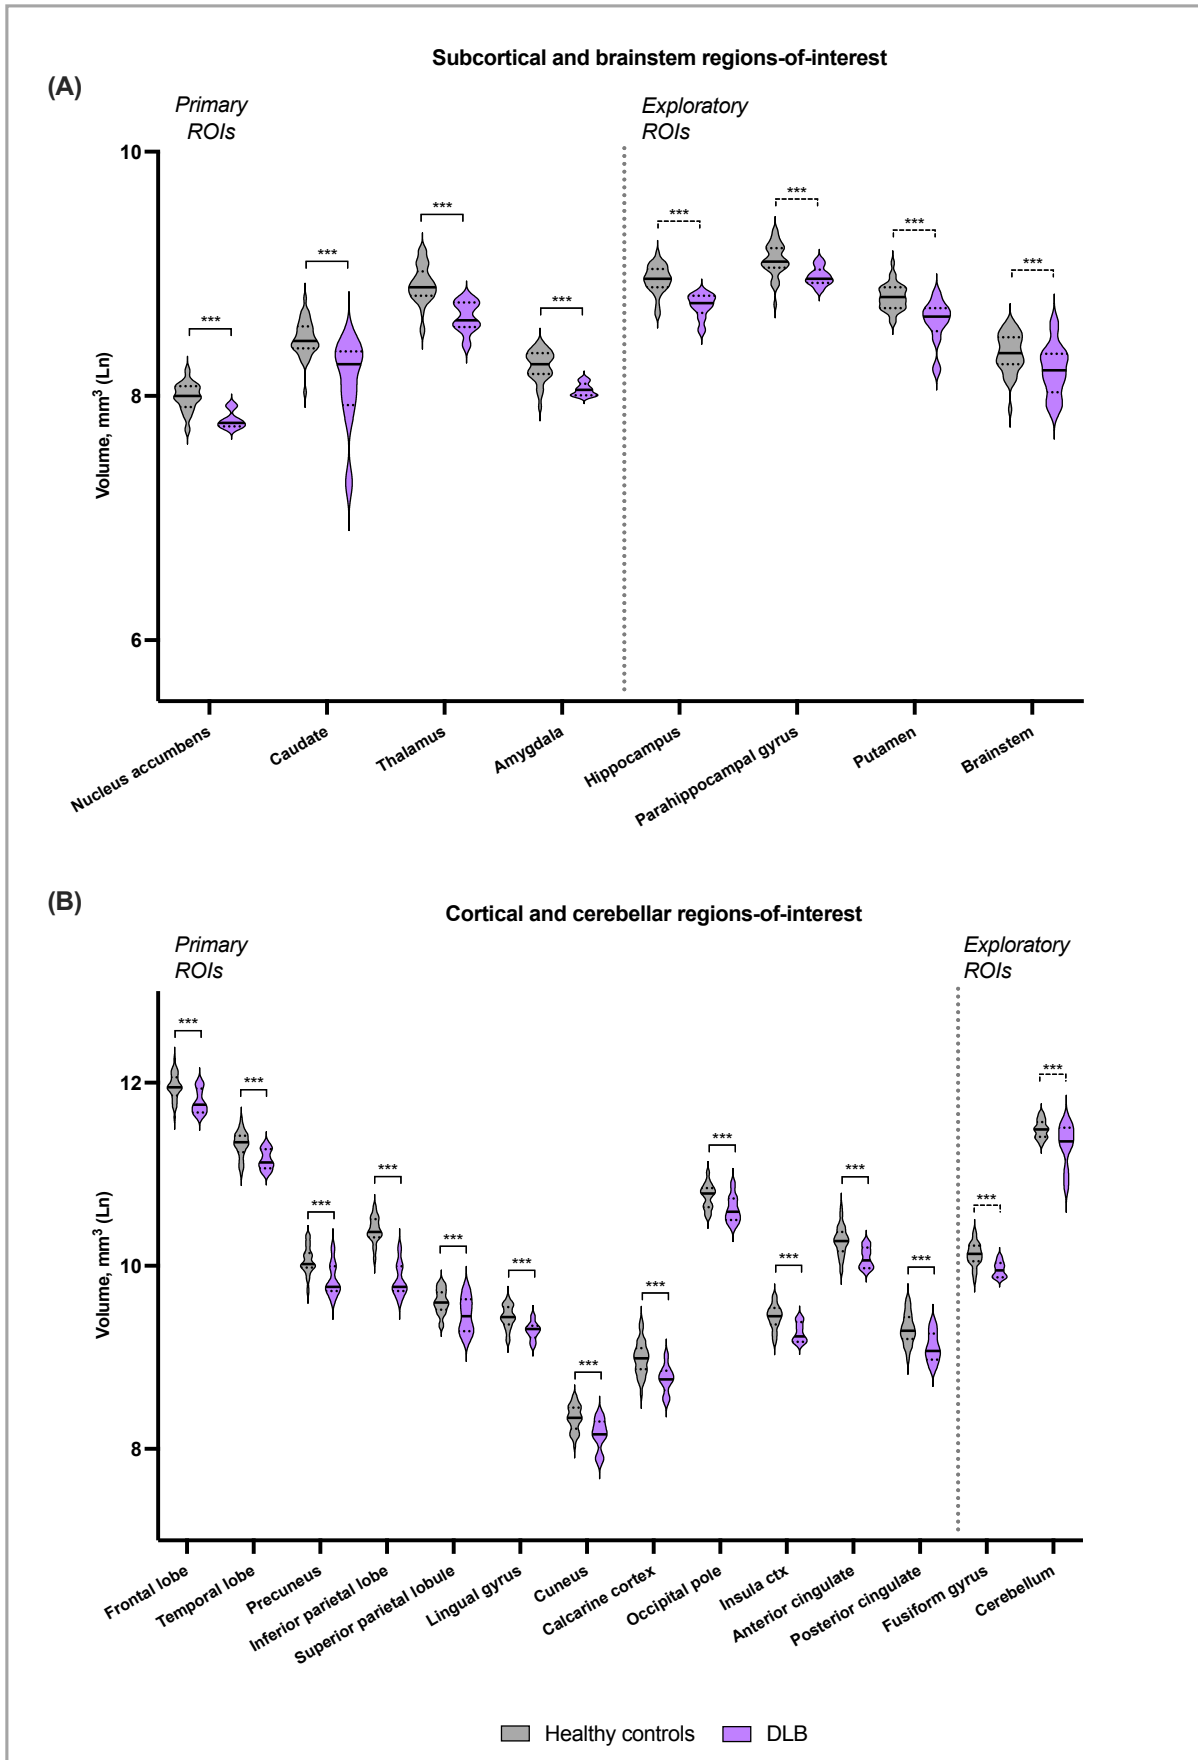 Subcortical and brainstem regions-of-interest
(A)
Primary
ROIs
Exploratory
ROIs
10
8
6
Volume, mm³ (Ln)
***
***
***
***
***
***
***
***
Nucleus accumbens
Caudate
Thalamus
Amygdala
Hippocampus
Parahippocampal gyrus
Putamen
Brainstem
(B)
Cortical and cerebellar regions-of-interest
Primary
ROIs
Exploratory
ROIs
12
10
8
Volume, mm³ (Ln)
***
***
***
***
***
***
***
***
***
***
***
***
***
***
Frontal lobe
Temporal lobe
Precuneus
Inferior parietal lobe
Superior parietal lobule
Lingual gyrus
Cuneus
Calcarine cortex
Occipital pole
Insula ctx
Anterior cingulate
Posterior cingulate
Fusiform gyrus
Cerebellum
Healthy controls
DLB